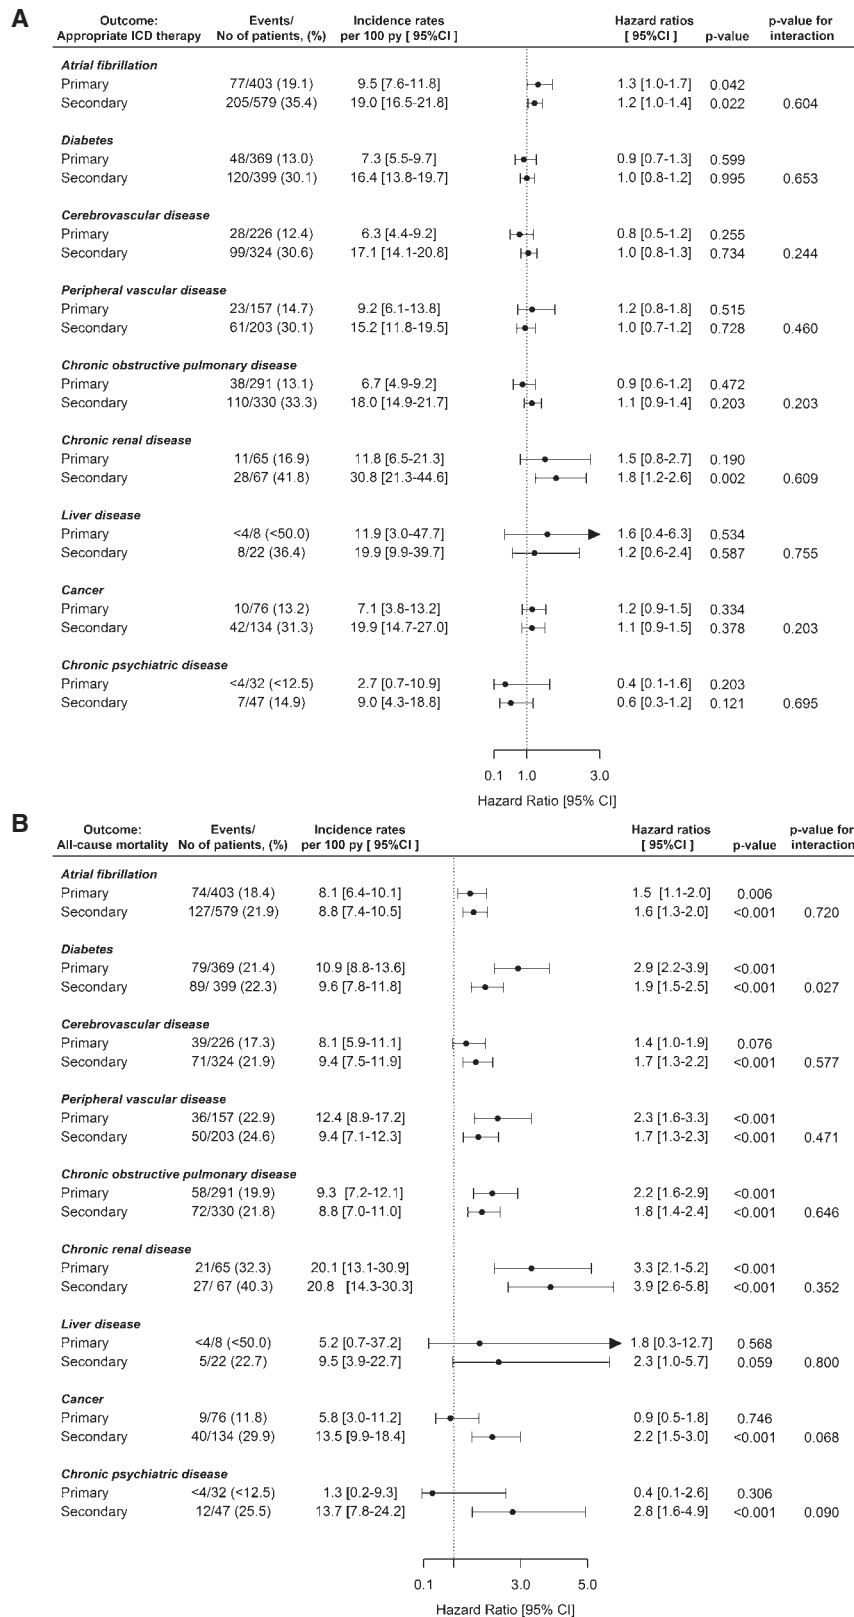 A
Outcome: Events/ Incidence rates Hazard ratios p-value for
Appropriate ICD therapy No of patients, (%) per 100 py [ 95%CI ] [ 95%CI ] p-value interaction
Atrial fibrillation
Primary 77/403 (19.1) 9.5 [7.6-11.8] 1.3 [1.0-1.7] 0.042
Secondary 205/579 (35.4) 19.0 [16.5-21.8] 1.2 [1.0-1.4] 0.022 0.604
Diabetes
Primary 48/369 (13.0) 7.3 [5.5-9.7] 0.9 [0.7-1.3] 0.599
Secondary 120/399 (30.1) 16.4 [13.8-19.7] 1.0 [0.8-1.2] 0.995 0.653
Cerebrovascular disease
Primary 28/226 (12.4) 6.3 [4.4-9.2] 0.8 [0.5-1.2] 0.255
Secondary 99/324 (30.6) 17.1 [14.1-20.8] 1.0 [0.8-1.3] 0.734 0.244
Peripheral vascular disease
Primary 23/157 (14.7) 9.2 [6.1-13.8] 1.2 [0.8-1.8] 0.515
Secondary 61/203 (30.1) 15.2 [11.8-19.5] 1.0 [0.7-1.2] 0.728 0.460
Chronic obstructive pulmonary disease
Primary 38/291 (13.1) 6.7 [4.9-9.2] 0.9 [0.6-1.2] 0.472
Secondary 110/330 (33.3) 18.0 [14.9-21.7] 1.1 [0.9-1.4] 0.203 0.203
Chronic renal disease
Primary 11/65 (16.9) 11.8 [6.5-21.3] 1.5 [0.8-2.7] 0.190
Secondary 28/67 (41.8) 30.8 [21.3-44.6] 1.8 [1.2-2.6] 0.002 0.609
Liver disease
Primary <4/8 (<50.0) 11.9 [3.0-47.7] 1.6 [0.4-6.3] 0.534
Secondary 8/22 (36.4) 19.9 [9.9-39.7] 1.2 [0.6-2.4] 0.587 0.755
Cancer
Primary 10/76 (13.2) 7.1 [3.8-13.2] 1.2 [0.9-1.5] 0.334
Secondary 42/134 (31.3) 19.9 [14.7-27.0] 1.1 [0.9-1.5] 0.378 0.203
Chronic psychiatric disease
Primary <4/32 (<12.5) 2.7 [0.7-10.9] 0.4 [0.1-1.6] 0.203
Secondary 7/47 (14.9) 9.0 [4.3-18.8] 0.6 [0.3-1.2] 0.121 0.695
0.1 1.0 3.0
Hazard Ratio [95% CI]
B
Outcome: Events/ Incidence rates Hazard ratios p-value for
All-cause mortality No of patients, (%) per 100 py [ 95%CI ] [ 95%CI ] p-value interaction
Atrial fibrillation
Primary 74/403 (18.4) 8.1 [6.4-10.1] 1.5 [1.1-2.0] 0.006
Secondary 127/579 (21.9) 8.8 [7.4-10.5] 1.6 [1.3-2.0] <0.001 0.720
Diabetes
Primary 79/369 (21.4) 10.9 [8.8-13.6] 2.9 [2.2-3.9] <0.001
Secondary 89/ 399 (22.3) 9.6 [7.8-11.8] 1.9 [1.5-2.5] <0.001 0.027
Cerebrovascular disease
Primary 39/226 (17.3) 8.1 [5.9-11.1] 1.4 [1.0-1.9] 0.076
Secondary 71/324 (21.9) 9.4 [7.5-11.9] 1.7 [1.3-2.2] <0.001 0.577
Peripheral vascular disease
Primary 36/157 (22.9) 12.4 [8.9-17.2] 2.3 [1.6-3.3] <0.001
Secondary 50/203 (24.6) 9.4 [7.1-12.3] 1.7 [1.3-2.3] <0.001 0.471
Chronic obstructive pulmonary disease
Primary 58/291 (19.9) 9.3 [7.2-12.1] 2.2 [1.6-2.9] <0.001
Secondary 72/330 (21.8) 8.8 [7.0-11.0] 1.8 [1.4-2.4] <0.001 0.646
Chronic renal disease
Primary 21/65 (32.3) 20.1 [13.1-30.9] 3.3 [2.1-5.2] <0.001
Secondary 27/ 67 (40.3) 20.8 [14.3-30.3] 3.9 [2.6-5.8] <0.001 0.352
Liver disease
Primary <4/8 (<50.0) 5.2 [0.7-37.2] 1.8 [0.3-12.7] 0.568
Secondary 5/22 (22.7) 9.5 [3.9-22.7] 2.3 [1.0-5.7] 0.059 0.800
Cancer
Primary 9/76 (11.8) 5.8 [3.0-11.2] 0.9 [0.5-1.8] 0.746
Secondary 40/134 (29.9) 13.5 [9.9-18.4] 2.2 [1.5-3.0] <0.001 0.068
Chronic psychiatric disease
Primary <4/32 (<12.5) 1.3 [0.2-9.3] 0.4 [0.1-2.6] 0.306
Secondary 12/47 (25.5) 13.7 [7.8-24.2] 2.8 [1.6-4.9] <0.001 0.090
0.1 3.0 5.0
Hazard Ratio [95% CI]